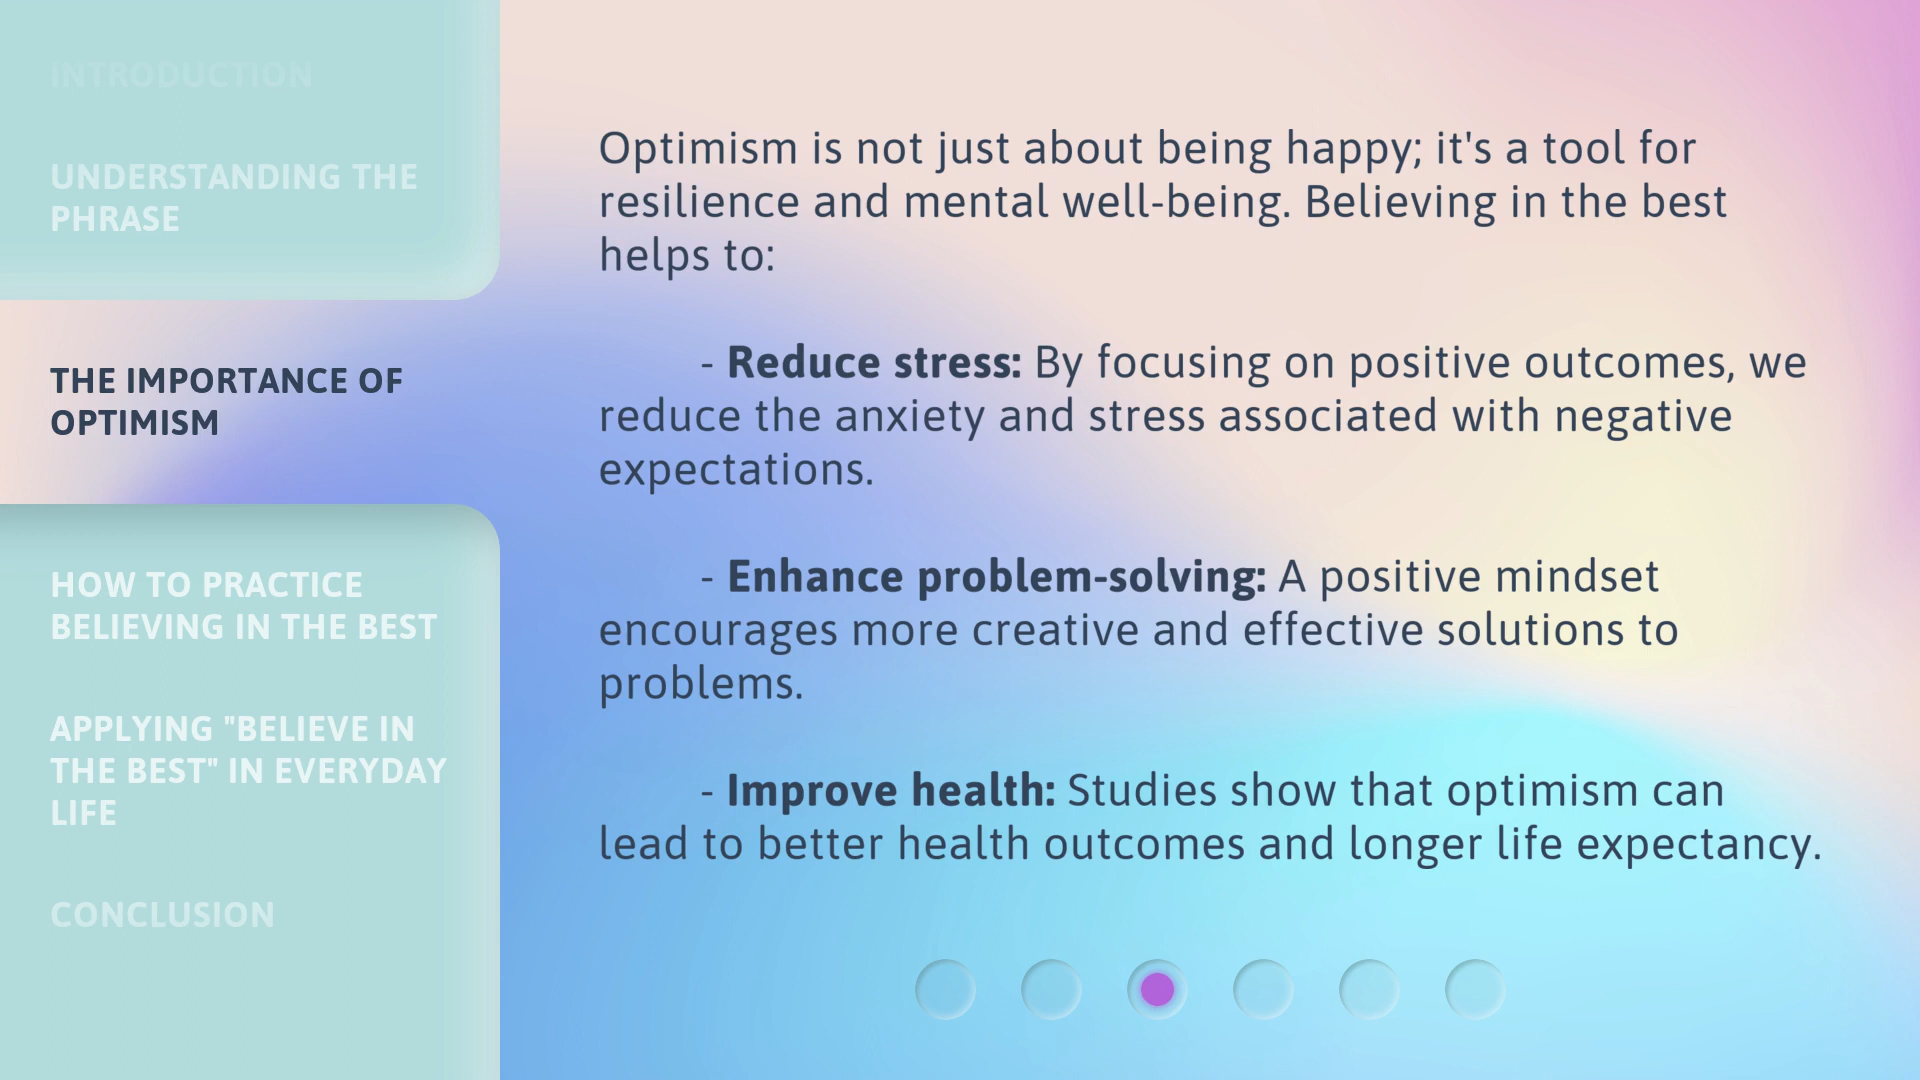 INTRODUCTION
UNDERSTANDING THE
PHRASE
THE IMPORTANCE OF
OPTIMISM
HOW TO PRACTICE
BELIEVING IN THE BEST
APPLYING "BELIEVE IN
THE BEST" IN EVERYDAY
LIFE
CONCLUSION
Optimism is not just about being happy; it's a tool for
resilience and mental well-being. Believing in the best
helps to:
- Reduce stress: By focusing on positive outcomes, we
reduce the anxiety and stress associated with negative
expectations.
- Enhance problem-solving: A positive mindset
encourages more creative and effective solutions to
problems.
- Improve health: Studies show that optimism can
lead to better health outcomes and longer life expectancy.